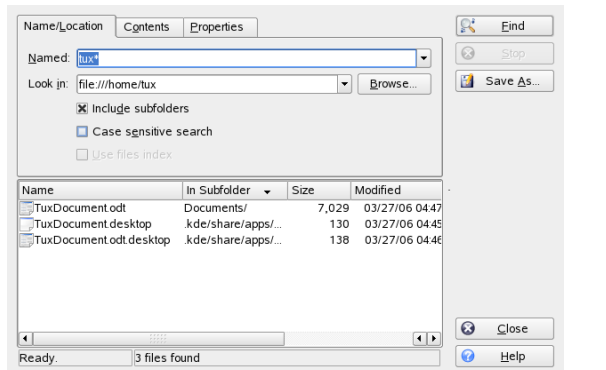 Name/Location Contents Properties
Named: tux*
Look in: file:///home/tux Browse...
Include subfolders
Case sensitive search
Use files index
Find
Stop
Save As...
Name In Subfolder Size Modified
TuxDocument.odt Documents/ 7,029 03/27/06 04:47
TuxDocument.desktop .kde/share/apps/... 130 03/27/06 04:45
TuxDocument.odt.desktop .kde/share/apps/... 138 03/27/06 04:46
Close
Help
Ready. 3 files found